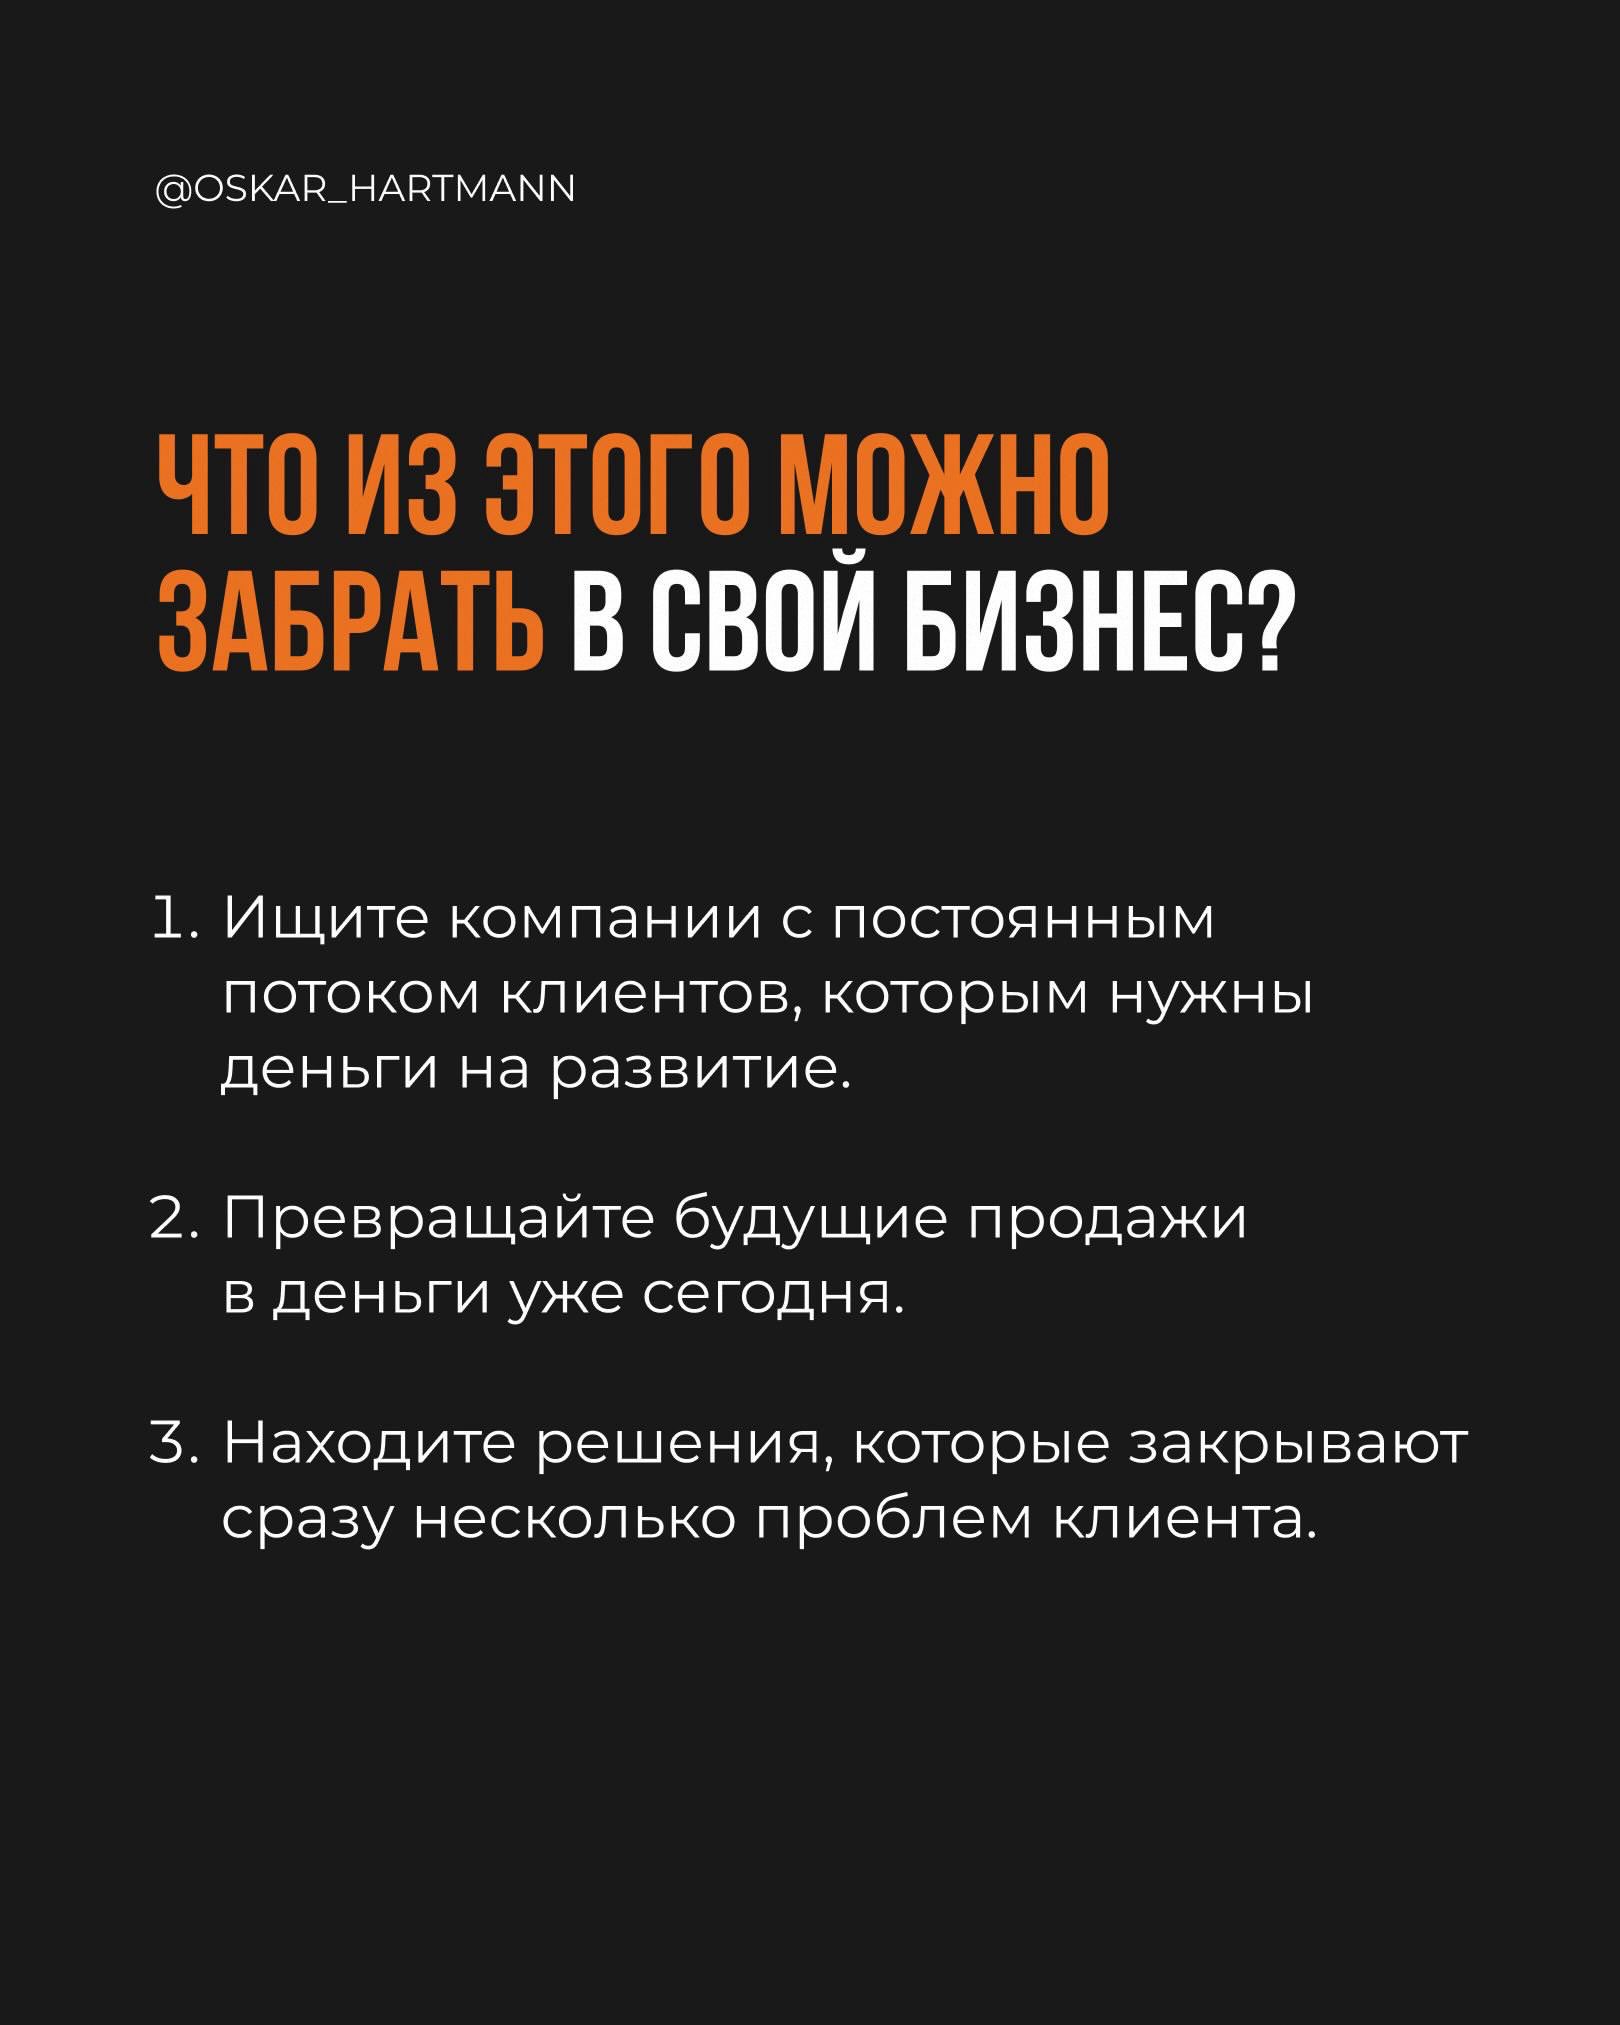 @OSKAR_HARTMANN
ЧТО ИЗ ЭТОГО МОЖНО
ЗАБРАТЬ В СВОЙ БИЗНЕС?
1. Ищите компании с постоянным
потоком клиентов, которым нужны
деньги на развитие.
2. Превращайте будущие продажи
в деньги уже сегодня.
3. Находите решения, которые закрывают
сразу несколько проблем клиента.